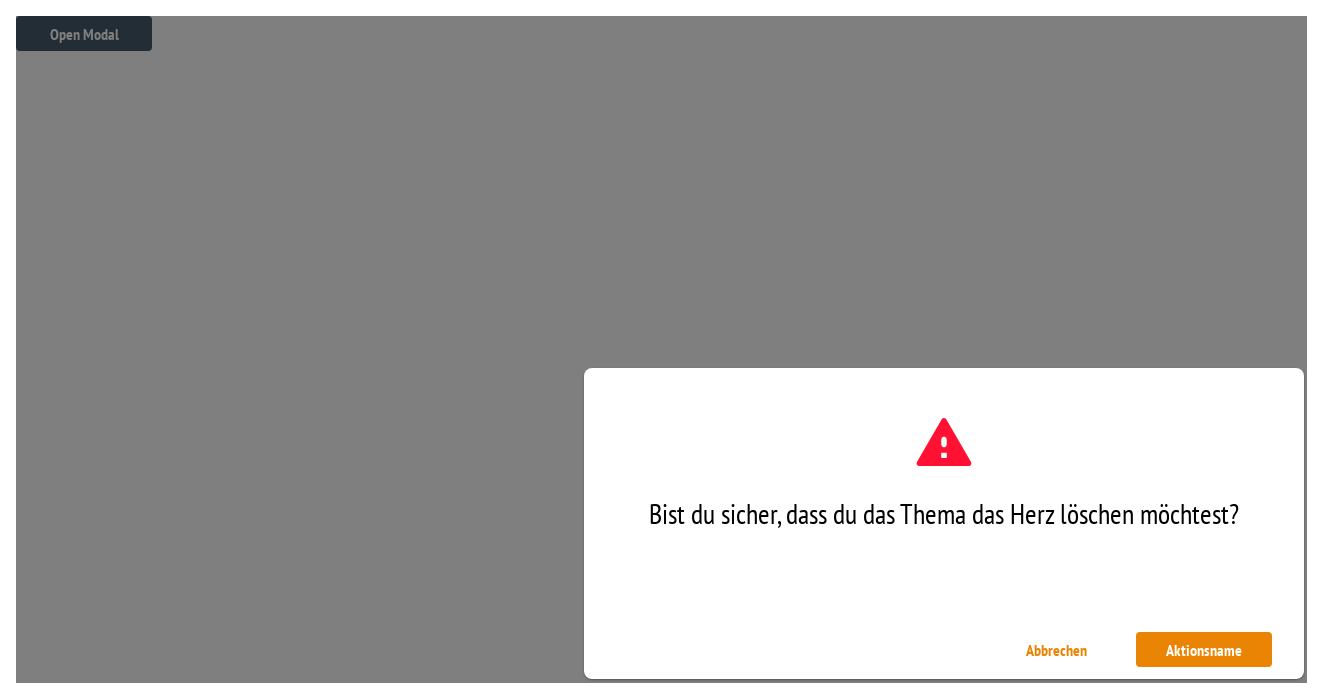 Open Modal
Bist du sicher, dass du das Thema das Herz löschen möchtest?
Abbrechen
Aktionsname